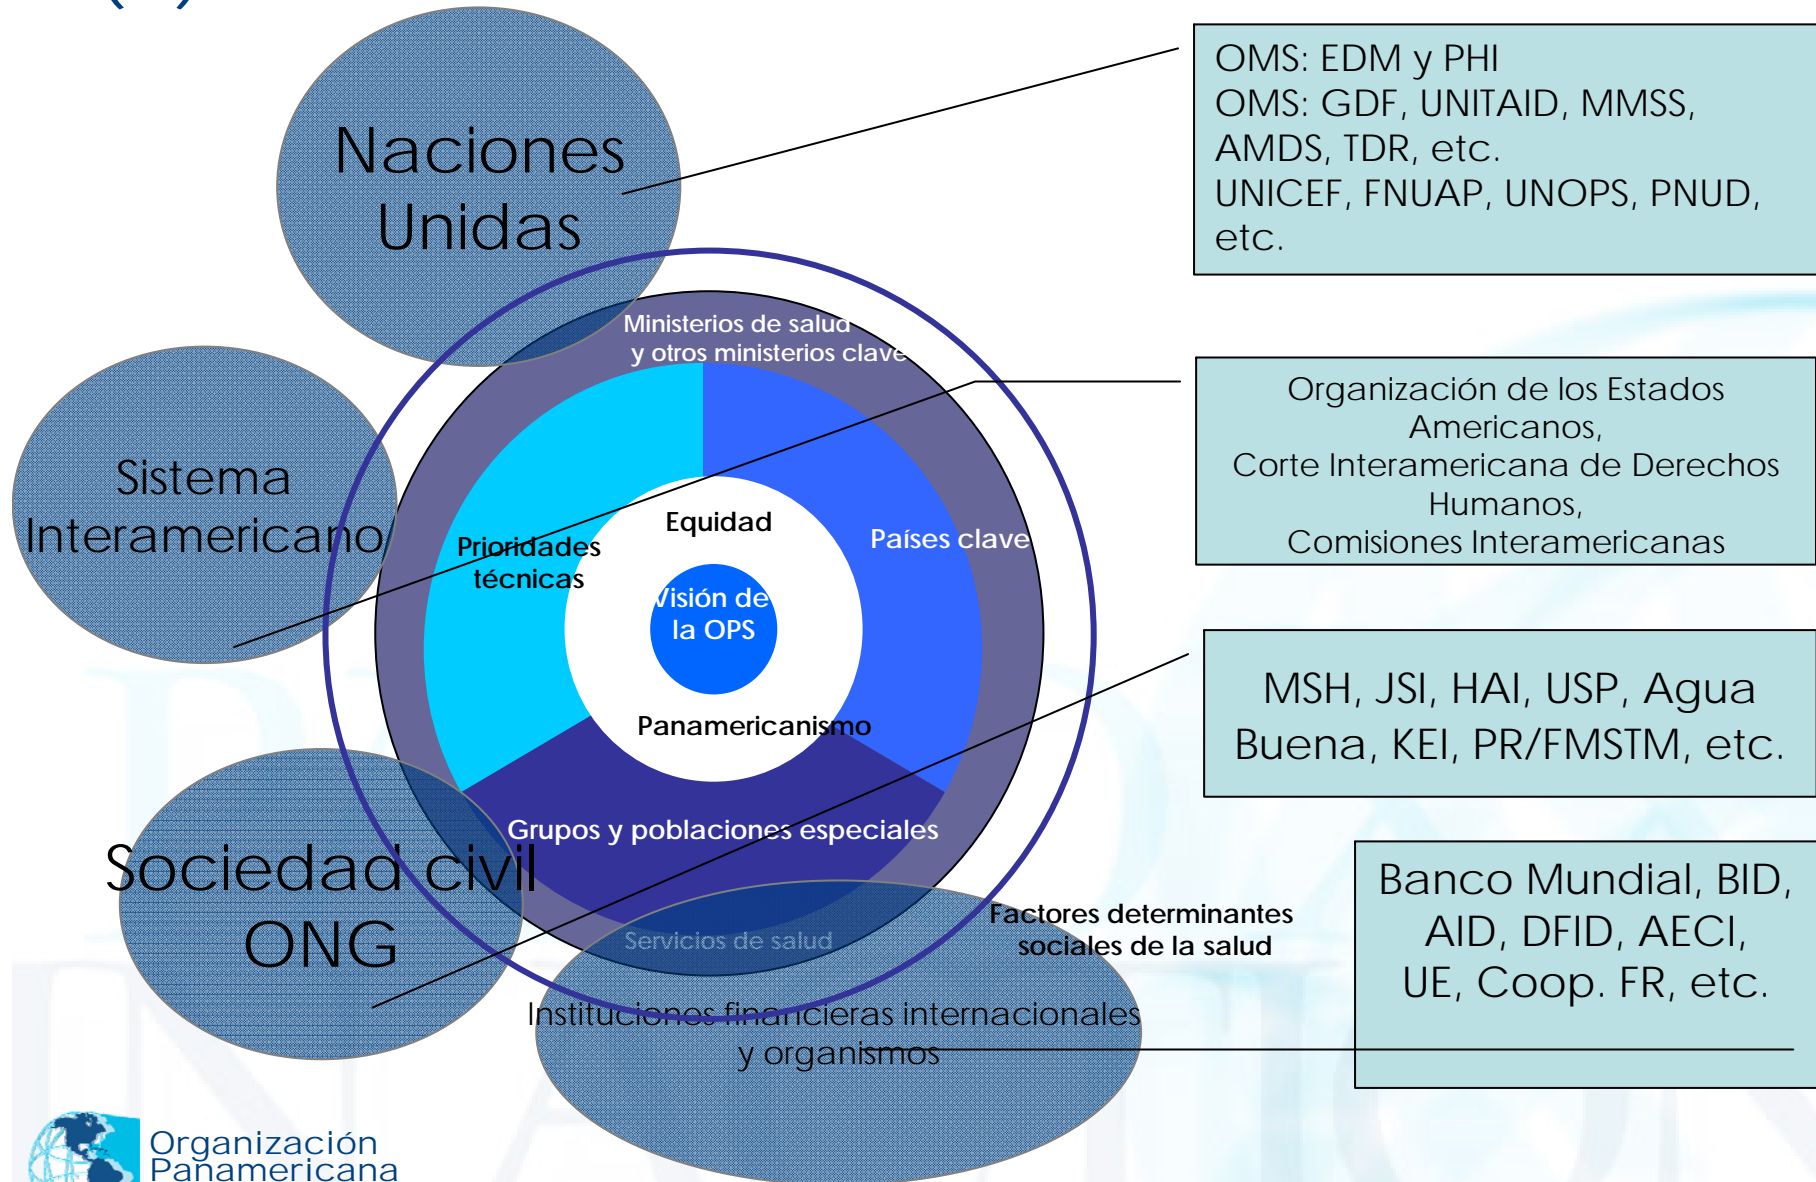 Naciones
Unidas
OMS: EDM y PHI
OMS: GDF, UNITAID, MMSS,
AMDS, TDR, etc.
UNICEF, FNUAP, UNOPS, PNUD,
etc.
Ministerios de salud
y otros ministerios clave
Organización de los Estados
Americanos,
Corte Interamericana de Derechos
Humanos,
Comisiones Interamericanas
Sistema
Interamericano
Prioridades
técnicas
Equidad
Países clave
Visión de
la OPS
Panamericanismo
MSH, JSI, HAI, USP, Agua
Buena, KEI, PR/FMSTM, etc.
Grupos y poblaciones especiales
Sociedad civil
ONG
Servicios de salud
Factores determinantes
sociales de la salud
Banco Mundial, BID,
AID, DFID, AECI,
UE, Coop. FR, etc.
Instituciones financieras internacionales
y organismos
Organización
Panamericana